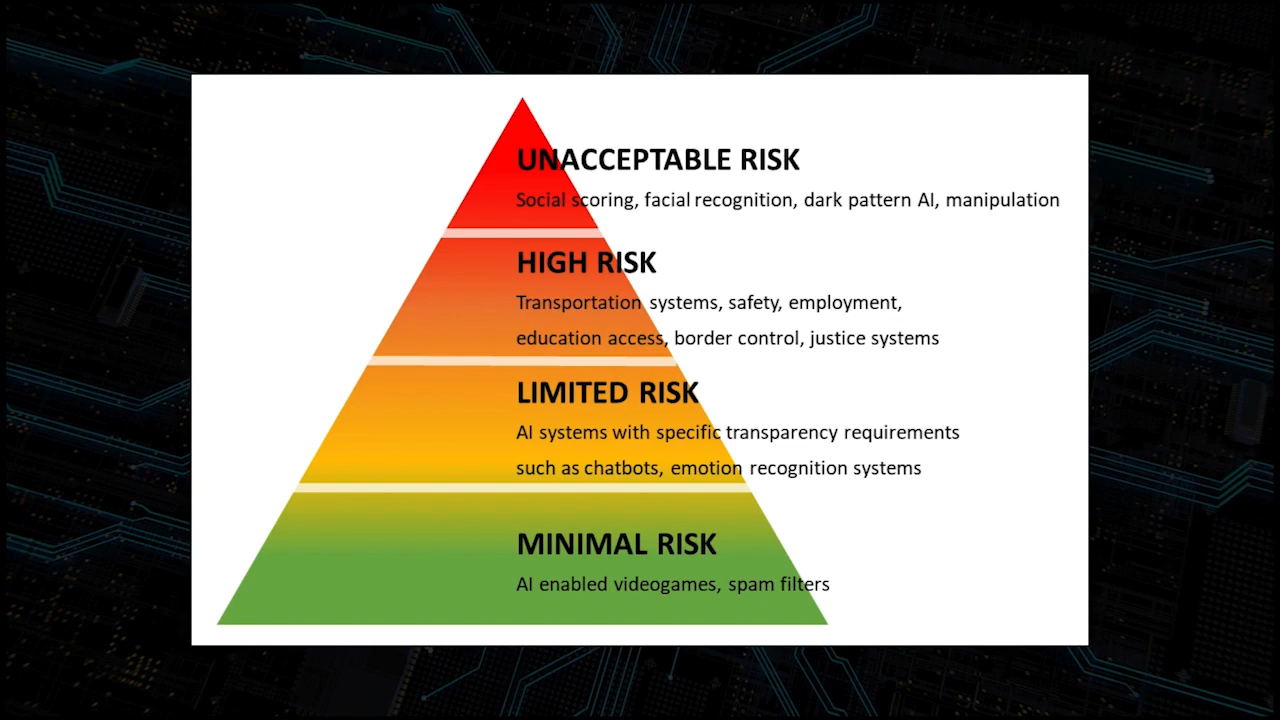 UNACCEPTABLE RISK
Social scoring, facial recognition, dark pattern AI, manipulation
HIGH RISK
Transportation systems, safety, employment,
education access, border control, justice systems
LIMITED RISK
AI systems with specific transparency requirements
such as chatbots, emotion recognition systems
MINIMAL RISK
AI enabled videogames, spam filters